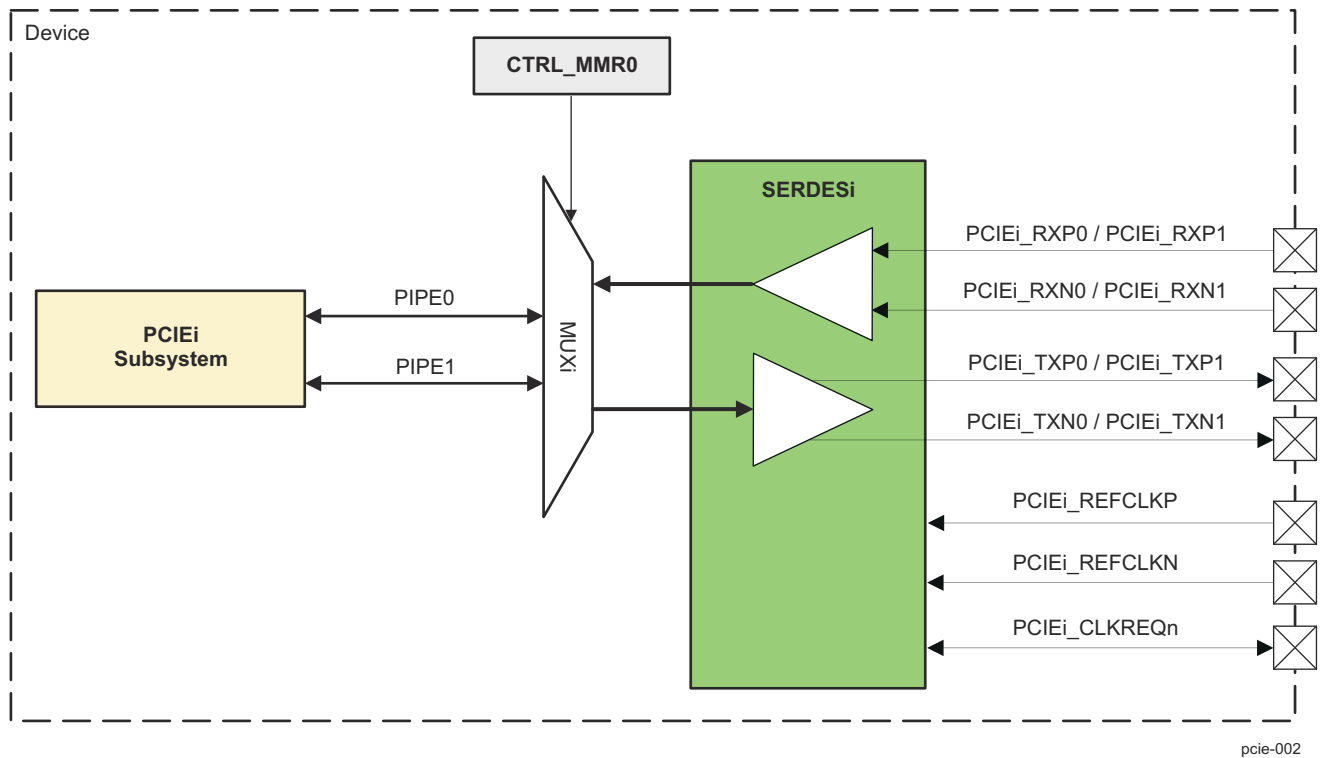 Device
CTRL_MMR0
SERDESi
PCIEi_RXP0 / PCIEi_RXP1
PCIEi_RXN0 / PCIEi_RXN1
PIPE0
PCIEi
Subsystem
MUXi
PIPE1
PCIEi_TXP0 / PCIEi_TXP1
PCIEi_TXN0 / PCIEi_TXN1
PCIEi_REFCLKP
PCIEi_REFCLKN
PCIEi_CLKREQn
pcie-002